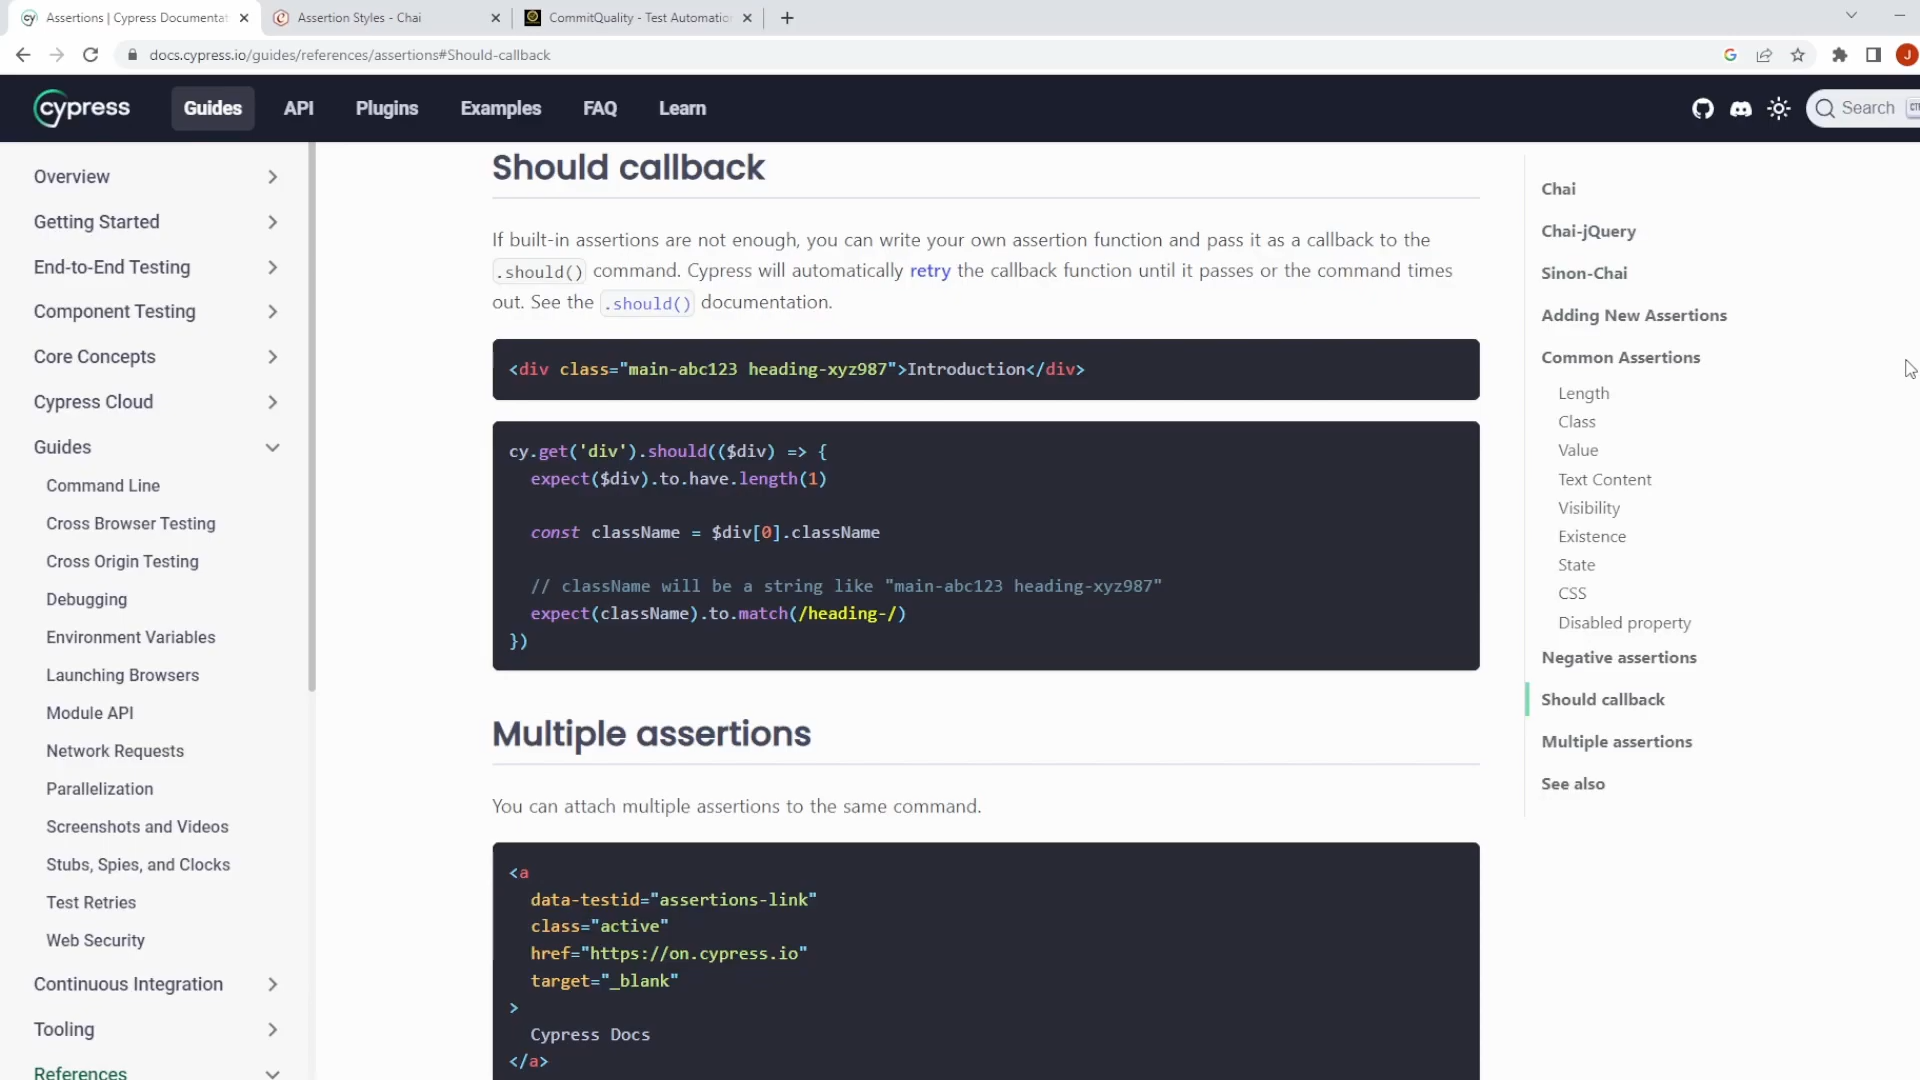 Assertions | Cypress Documentat
Assertion Styles - Chai
CommitQuality - Test Automatio
docs.cypress.io/guides/references/assertions#Should-callback
J
cypress
Guides
API
Plugins
Examples
FAQ
Learn
Search
Overview
Getting Started
End-to-End Testing
Component Testing
Core Concepts
Cypress Cloud
Guides
Command Line
Cross Browser Testing
Cross Origin Testing
Debugging
Environment Variables
Launching Browsers
Module API
Network Requests
Parallelization
Screenshots and Videos
Stubs, Spies, and Clocks
Test Retries
Web Security
Continuous Integration
Tooling
References
Should callback
If built-in assertions are not enough, you can write your own assertion function and pass it as a callback to the
.should() command. Cypress will automatically retry the callback function until it passes or the command times
out. See the .should() documentation.
<div class="main-abc123 heading-xyz987">Introduction</div>
cy.get('div').should(($div) => {
expect($div).to.have.length(1)
const className = $div[0].className
// className will be a string like "main-abc123 heading-xyz987"
expect(className).to.match(/heading-/)
})
Multiple assertions
You can attach multiple assertions to the same command.
<a
data-testid="assertions-link"
class="active"
href="https://on.cypress.io"
target="_blank"
>
Cypress Docs
</a>
Chai
Chai-jQuery
Sinon-Chai
Adding New Assertions
Common Assertions
Length
Class
Value
Text Content
Visibility
Existence
State
CSS
Disabled property
Negative assertions
Should callback
Multiple assertions
See also